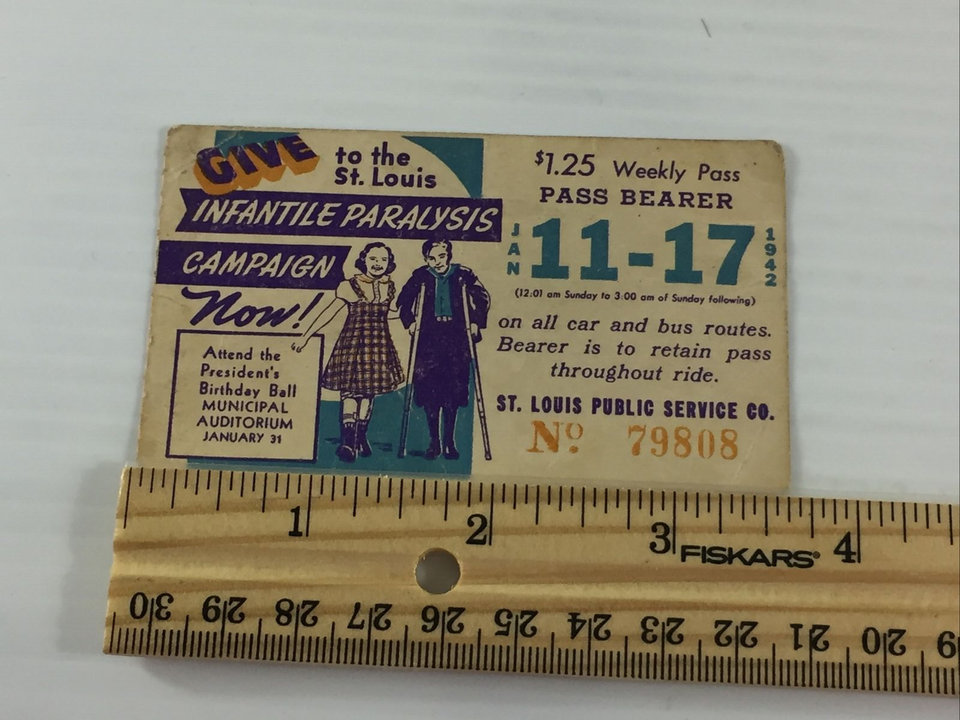 GIVE to the
St. Louis
INFANTILE PARALYSIS
CAMPAIGN
Now!
Attend the
President's
Birthday Ball
MUNICIPAL
AUDITORIUM
JANUARY 31
$1.25 Weekly Pass
PASS BEARER
JAN 11-17 1942
(12:01 am Sunday to 3:00 am of Sunday following)
on all car and bus routes.
Bearer is to retain pass
throughout ride.
ST. LOUIS PUBLIC SERVICE CO.
No 79808
1 2 3 4
FISKARS®
30 29 28 27 26 25 24 23 22 21 20 19